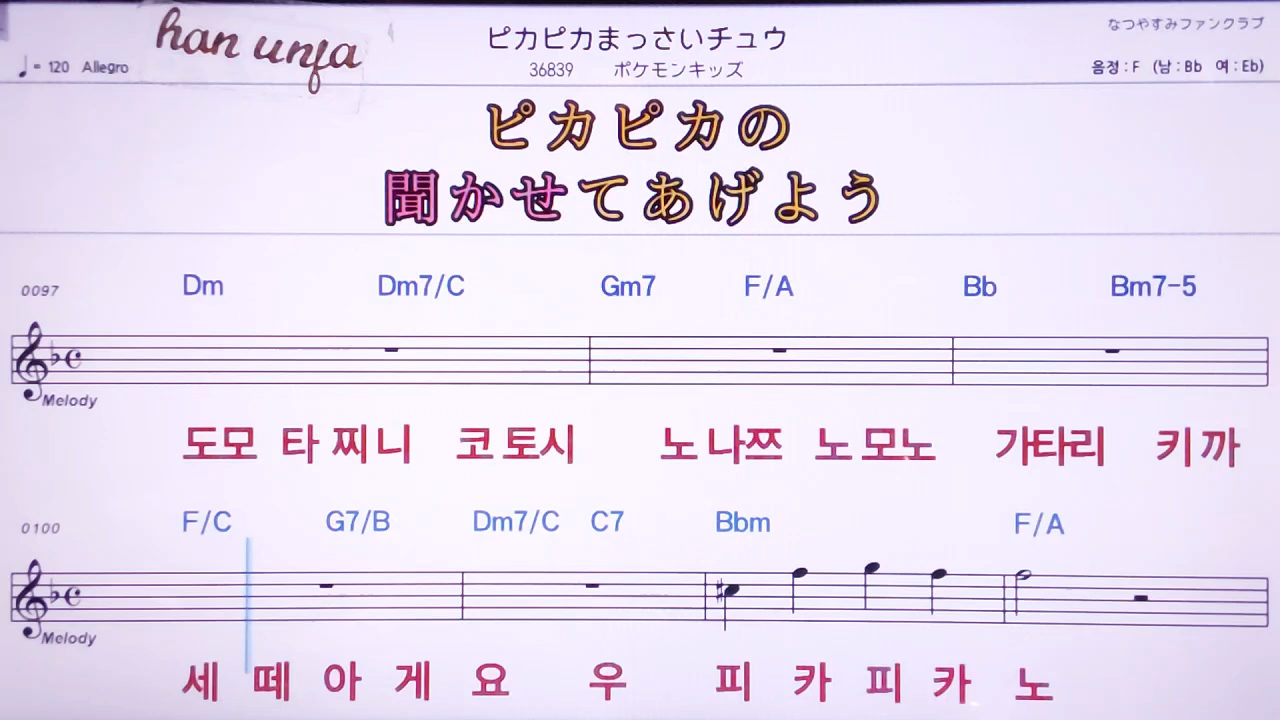 han unfa
ピカピカまっさいチュウ
なつやすみファンクラブ
♩= 120 Allegro
36839 ポケモンキッズ
음정 : F (남 : Bb 여 : Eb)
ピカピカの
聞かせてあげよう
0097 Dm Dm7/C Gm7 F/A Bb Bm7-5
Melody
도모 타 찌니 코 토시 노 나쯔 노 모노 가타리 키 까
0100 F/C G7/B Dm7/C C7 Bbm F/A
Melody
세 떼 아 게 요 우 피 카 피 카 노